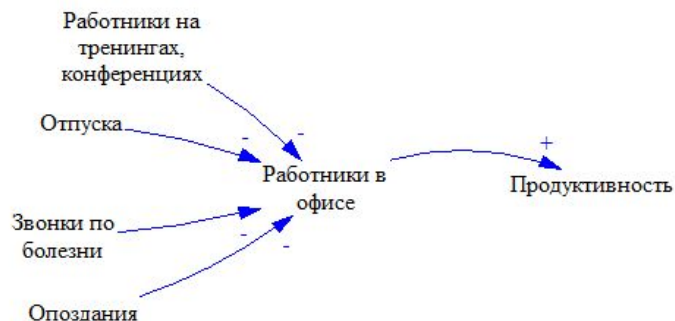 Работники на
тренингах,
конференциях
Отпуска
-
-
+
Работники в
офисе
Продуктивность
Звонки по
болезни
-
-
Опоздания